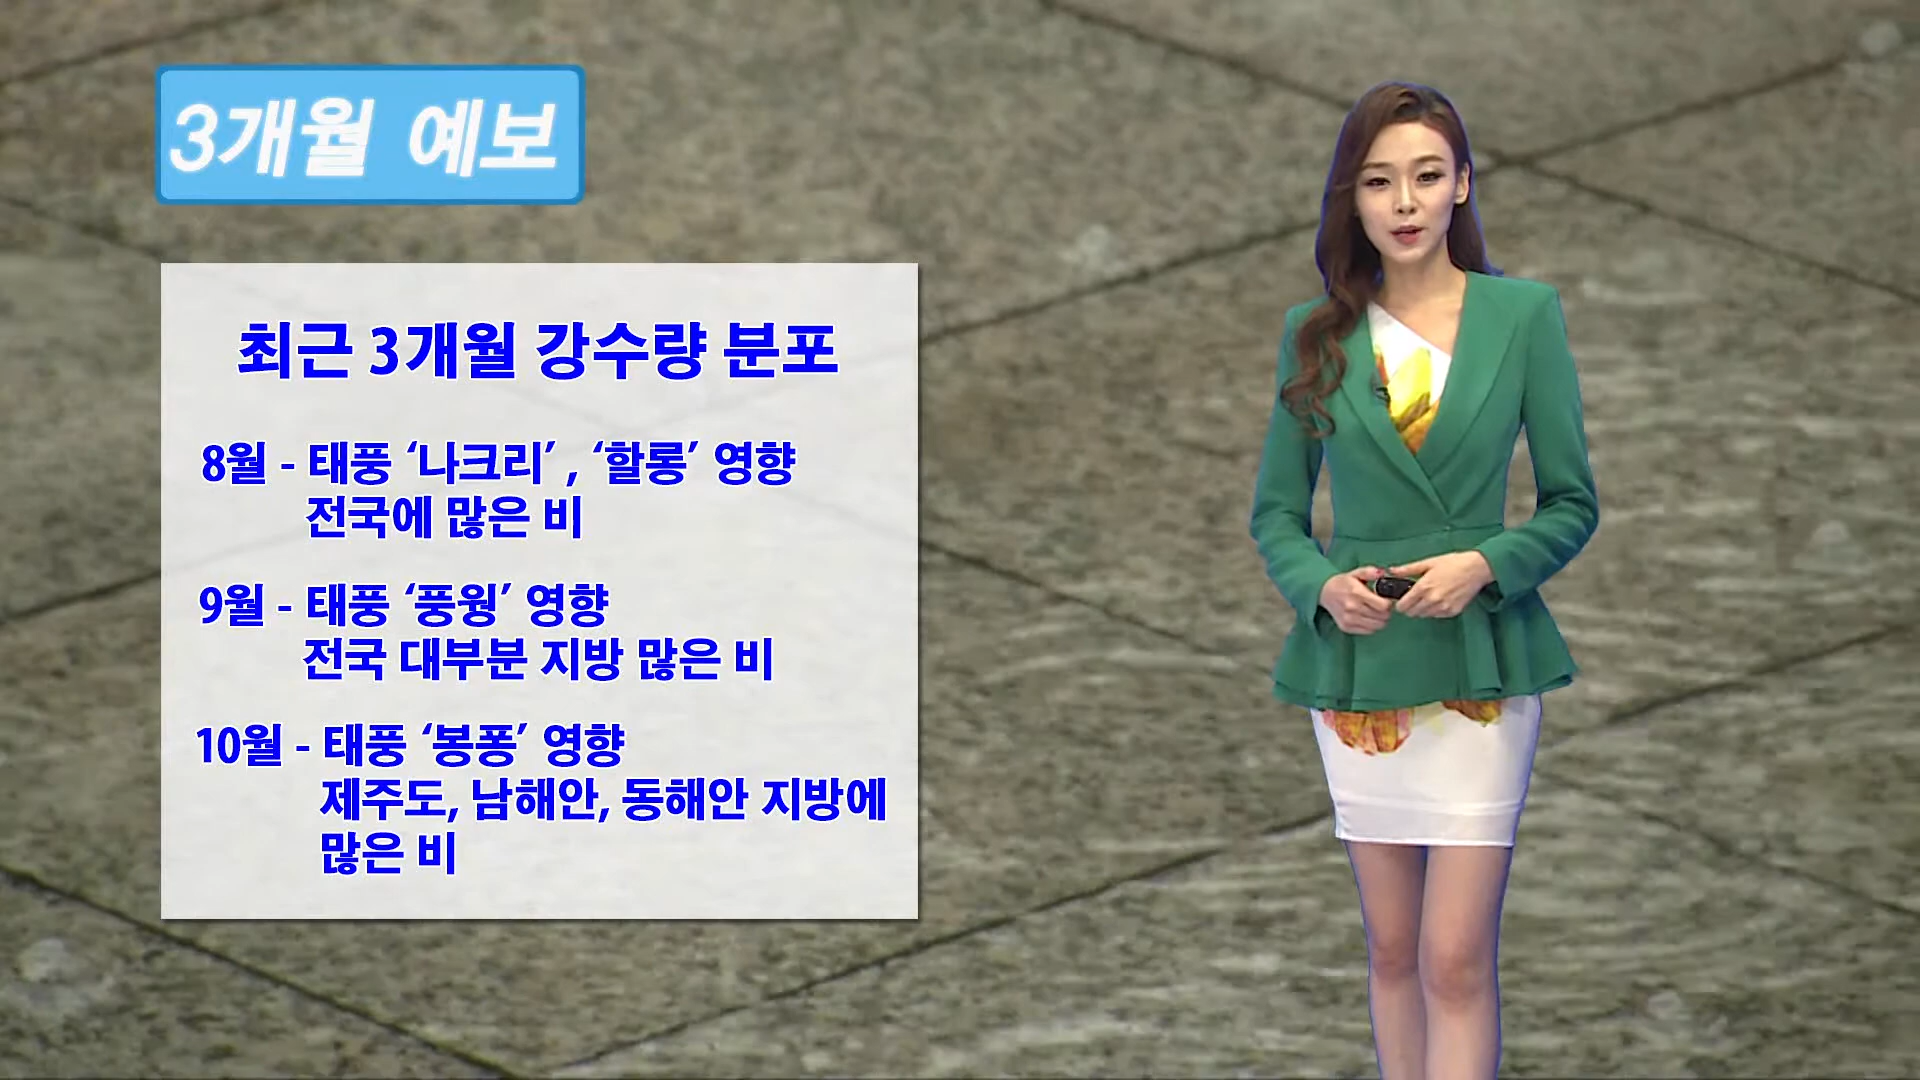 3개월 예보
최근 3개월 강수량 분포
8월 - 태풍 ‘나크리’, ‘할롱’ 영향
전국에 많은 비
9월 - 태풍 ‘풍웡’ 영향
전국 대부분 지방 많은 비
10월 - 태풍 ‘봉퐁’ 영향
제주도, 남해안, 동해안 지방에
많은 비